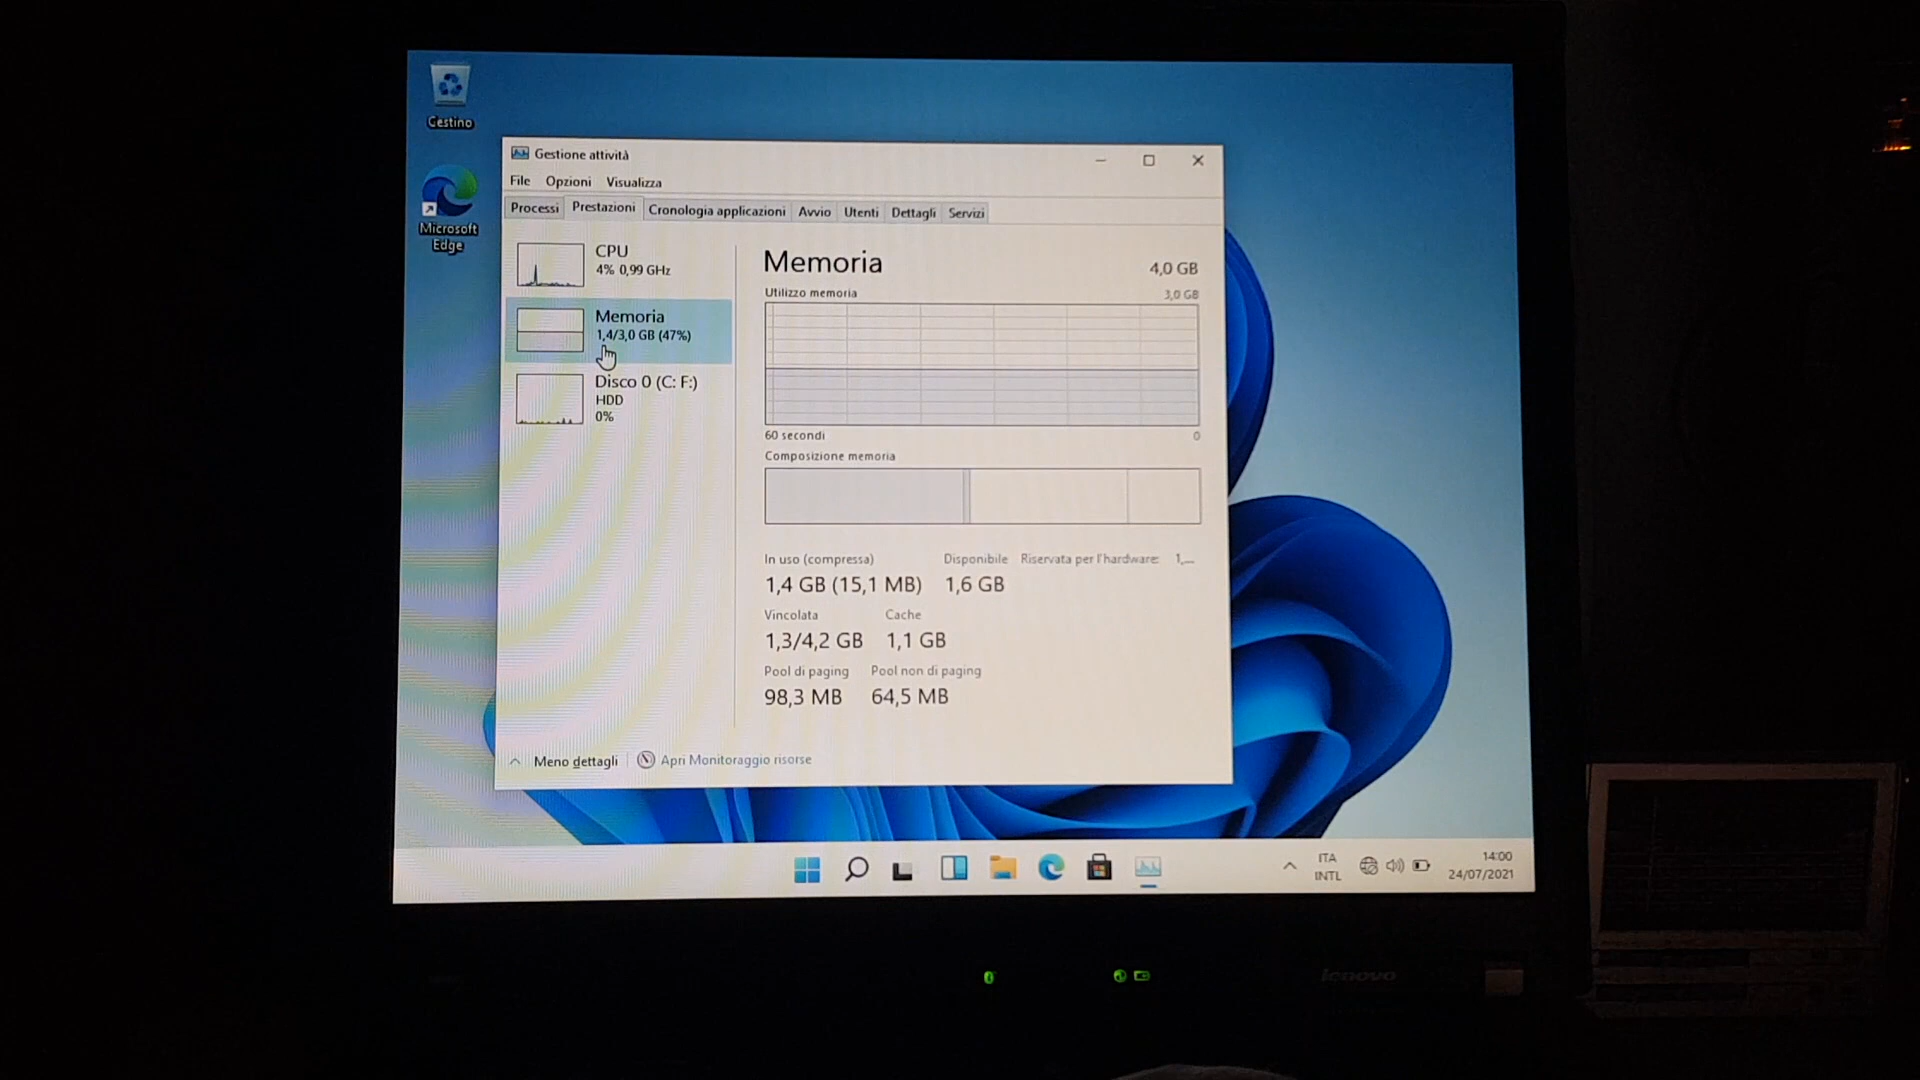 Cestino
Microsoft
Edge
Gestione attività
File Opzioni Visualizza
Processi Prestazioni Cronologia applicazioni Avvio Utenti Dettagli Servizi
CPU
4% 0,99 GHz
Memoria
1,4/3,0 GB (47%)
Disco 0 (C: F:)
HDD
0%
Memoria 4,0 GB
Utilizzo memoria 3,0 GB
60 secondi 0
Composizione memoria
In uso (compressa) Disponibile Riservata per l'hardware: 1,...
1,4 GB (15,1 MB) 1,6 GB
Vincolata Cache
1,3/4,2 GB 1,1 GB
Pool di paging Pool non di paging
98,3 MB 64,5 MB
Meno dettagli Apri Monitoraggio risorse
ITA
INTL
14:00
24/07/2021
lenovo